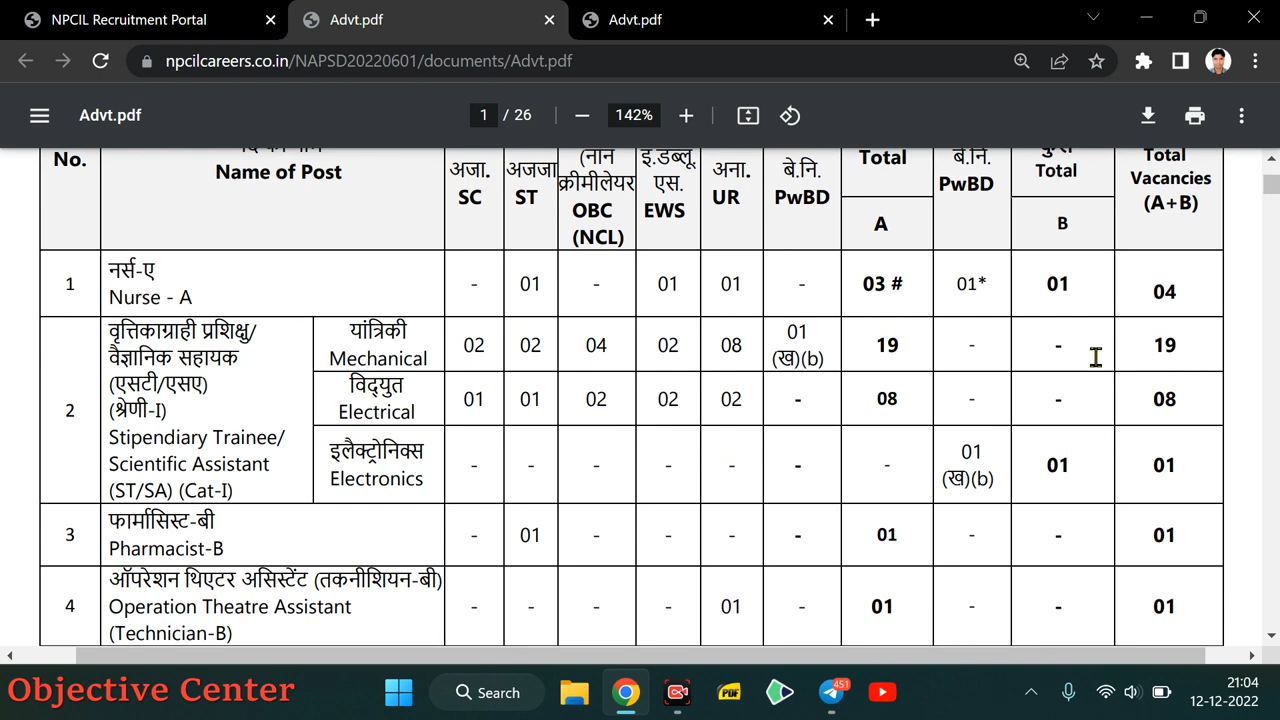 NPCIL Recruitment Portal
Advt.pdf
Advt.pdf
npcilcareers.co.in/NAPSD20220601/documents/Advt.pdf
Advt.pdf
1 / 26
142%
No.
Name of Post
अजा.
SC
अजजा
ST
(नान
क्रीमीलेयर
OBC
(NCL)
इ.डब्लू.
एस.
EWS
अना.
UR
बे.नि.
PwBD
Total
A
बे.नि.
PwBD
कुल
Total
B
Total
Vacancies
(A+B)
1
नर्स-ए
Nurse - A
- 01 - 01 01 - 03 # 01* 01 04
2
वृत्तिकाग्राही प्रशिक्षु/
वैज्ञानिक सहायक
(एसटी/एसए)
(श्रेणी-I)
Stipendiary Trainee/
Scientific Assistant
(ST/SA) (Cat-I)
यांत्रिकी
Mechanical
02 02 04 02 08 01
(ख)(b)
19 - - 19
विद्युत
Electrical
01 01 02 02 02 - 08 - - 08
इलैक्ट्रोनिक्स
Electronics
- - - - - - - 01
(ख)(b)
01 01
3
फार्मासिस्ट-बी
Pharmacist-B
- 01 - - - - 01 - - 01
4
ऑपरेशन थिएटर असिस्टेंट (तकनीशियन-बी)
Operation Theatre Assistant
(Technician-B)
- - - - 01 - 01 - - 01
Objective Center
Search
PDF
451
21:04
12-12-2022